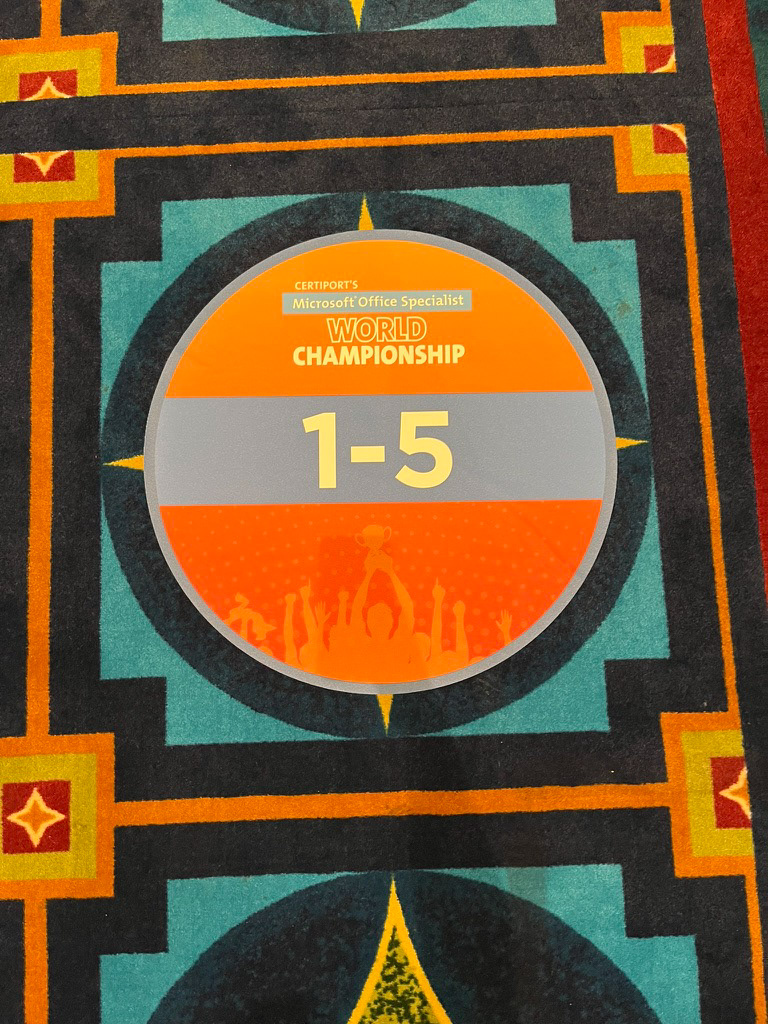 CERTIPORT'S
Microsoft® Office Specialist
WORLD
CHAMPIONSHIP
1-5